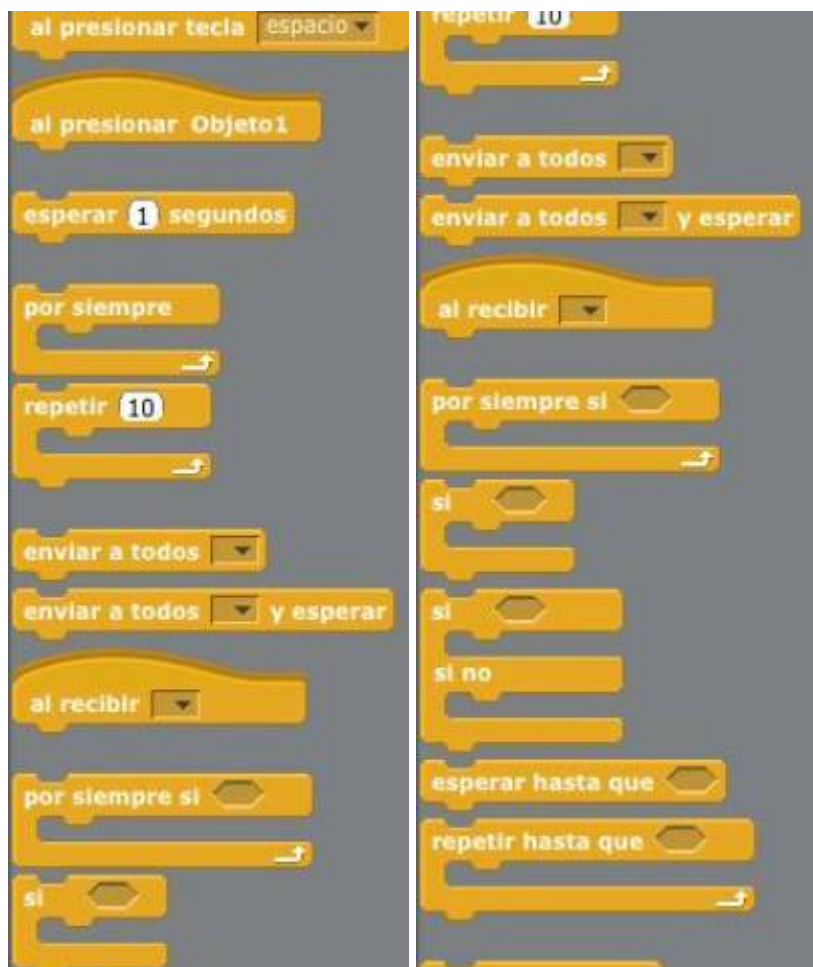 al presionar tecla espacio
al presionar Objeto1
esperar 1 segundos
por siempre
repetir 10
enviar a todos
enviar a todos y esperar
al recibir
por siempre si
si
repetir 10
enviar a todos
enviar a todos y esperar
al recibir
por siempre si
si
si
si no
esperar hasta que
repetir hasta que